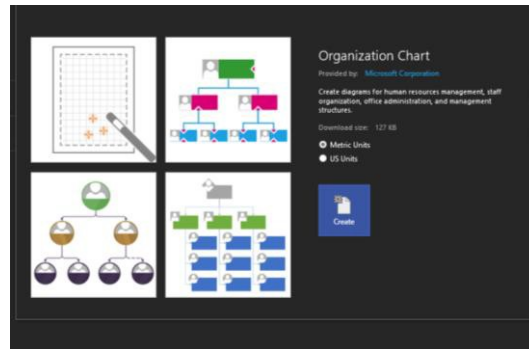 Organization Chart
Provided by: Microsoft Corporation
Create diagrams for human resources management, staff
organization, office administration, and management
structures.
Download size: 127 KB
Metric Units
US Units
Create